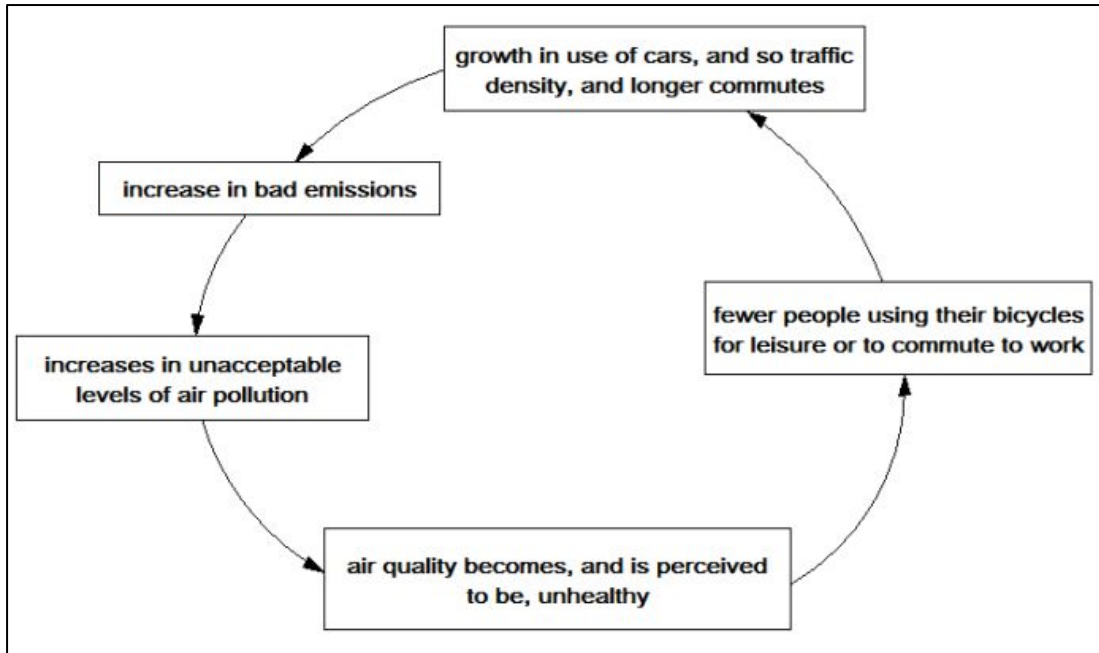 growth in use of cars, and so traffic
density, and longer commutes
increase in bad emissions
increases in unacceptable
levels of air pollution
air quality becomes, and is perceived
to be, unhealthy
fewer people using their bicycles
for leisure or to commute to work